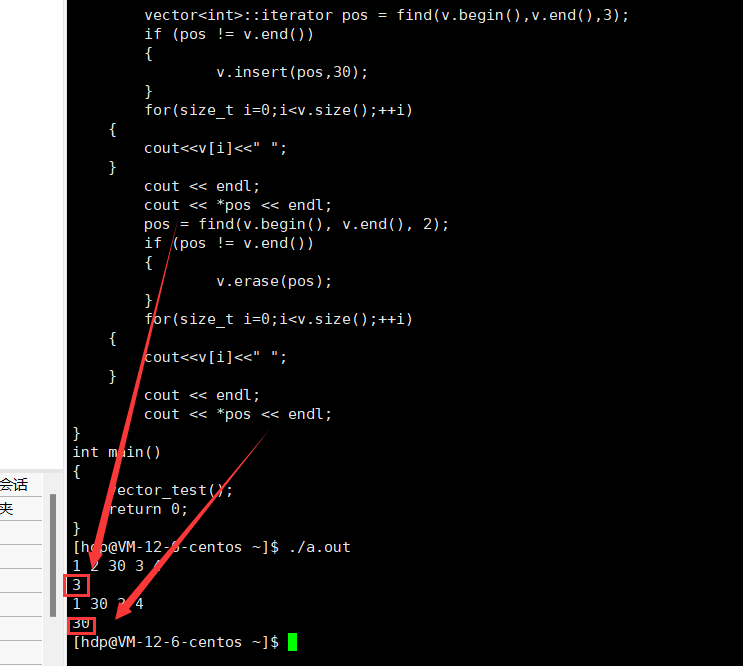 vector<int>::iterator pos = find(v.begin(),v.end(),3);
if (pos != v.end())
{
v.insert(pos,30);
}
for(size_t i=0;i<v.size();++i)
{
cout<<v[i]<<" ";
}
cout << endl;
cout << *pos << endl;
pos = find(v.begin(), v.end(), 2);
if (pos != v.end())
{
v.erase(pos);
}
for(size_t i=0;i<v.size();++i)
{
cout<<v[i]<<" ";
}
cout << endl;
cout << *pos << endl;
}
int main()
{
vector_test();
return 0;
}
会话
夹
[hdp@VM-12-6-centos ~]$ ./a.out
1 2 30 3 4
3
1 30 3 4
30
[hdp@VM-12-6-centos ~]$